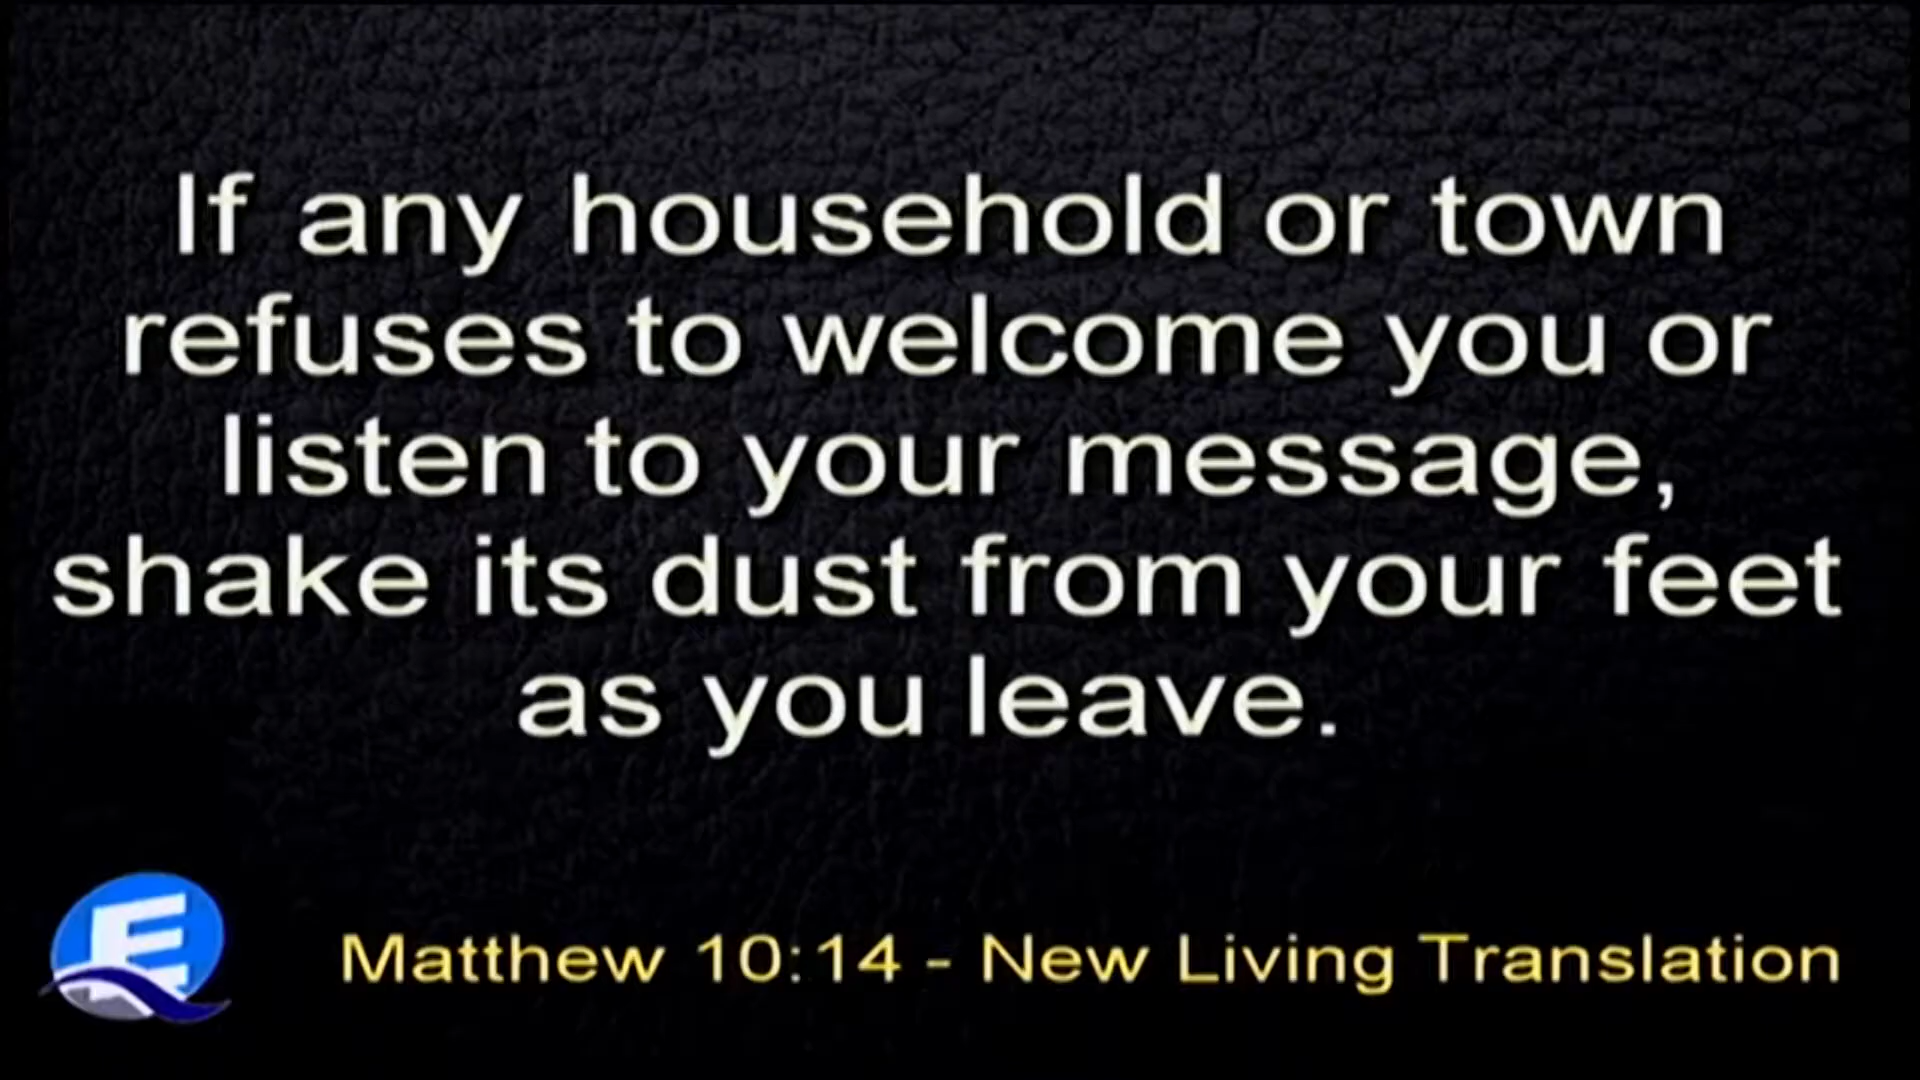 If any household or town
refuses to welcome you or
listen to your message,
shake its dust from your feet
as you leave.
E
Matthew 10:14 - New Living Translation